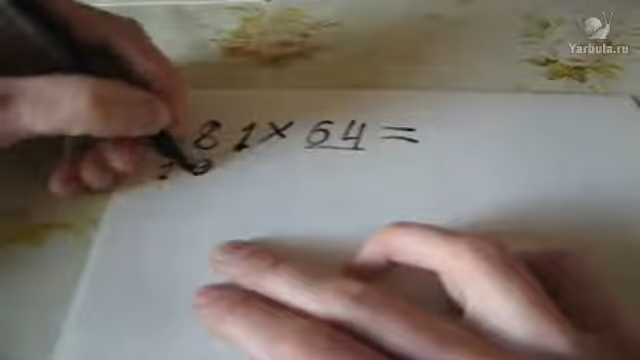 Yarbula.ru
81 × 64 =